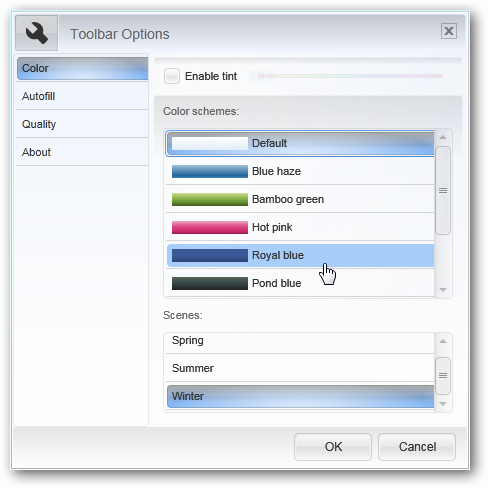 Toolbar Options
Color
Autofill
Quality
About
Enable tint
Color schemes:
Default
Blue haze
Bamboo green
Hot pink
Royal blue
Pond blue
Scenes:
Spring
Summer
Winter
OK
Cancel